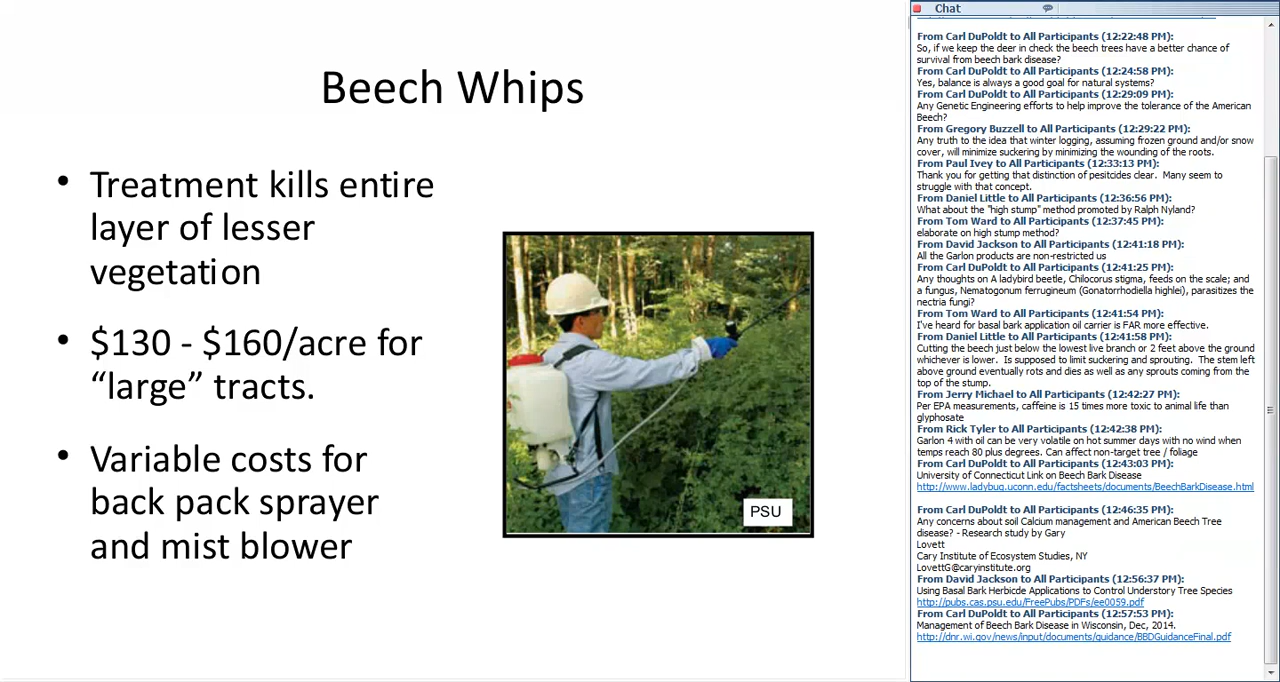 Beech Whips
• Treatment kills entire
layer of lesser
vegetation
• $130 - $160/acre for
“large” tracts.
• Variable costs for
back pack sprayer
and mist blower
PSU
Chat
From Carl DuPoldt to All Participants (12:22:48 PM):
So, if we keep the deer in check the beech trees have a better chance of
survival from beech bark disease?
From Carl DuPoldt to All Participants (12:24:58 PM):
Yes, balance is always a good goal for natural systems?
From Carl DuPoldt to All Participants (12:29:09 PM):
Any Genetic Engineering efforts to help improve the tolerance of the American
Beech?
From Gregory Buzzell to All Participants (12:29:22 PM):
Any truth to the idea that winter logging, assuming frozen ground and/or snow
cover, will minimize suckering by minimizing the wounding of the roots.
From Paul Ivey to All Participants (12:33:13 PM):
Thank you for getting that distinction of pesitcides clear.  Many seem to
struggle with that concept.
From Daniel Little to All Participants (12:36:56 PM):
What about the "high stump" method promoted by Ralph Nyland?
From Tom Ward to All Participants (12:37:45 PM):
elaborate on high stump method?
From David Jackson to All Participants (12:41:18 PM):
All the Garlon products are non-restricted us
From Carl DuPoldt to All Participants (12:41:25 PM):
Any thoughts on A ladybird beetle, Chilocorus stigma, feeds on the scale; and
a fungus, Nematogonum ferrugineum (Gonatorrhodiella highlei), parasitizes the
nectria fungi?
From Tom Ward to All Participants (12:41:54 PM):
I've heard for basal bark application oil carrier is FAR more effective.
From Daniel Little to All Participants (12:41:58 PM):
Cutting the beech just below the lowest live branch or 2 feet above the ground
whichever is lower.  Is supposed to limit suckering and sprouting.  The stem left
above ground eventually rots and dies as well as any sprouts coming from the
top of the stump.
From Jerry Michael to All Participants (12:42:27 PM):
Per EPA measurements, caffeine is 15 times more toxic to animal life than
glyphosate
From Rick Tyler to All Participants (12:42:38 PM):
Garlon 4 with oil can be very volatile on hot summer days with no wind when
temps reach 80 plus degrees. Can affect non-target tree / foliage
From Carl DuPoldt to All Participants (12:43:03 PM):
University of Connecticut Link on Beech Bark Disease
http://www.ladybug.uconn.edu/factsheets/documents/BeechBarkDisease.html
From Carl DuPoldt to All Participants (12:46:35 PM):
Any concerns about soil Calcium management and American Beech Tree
disease? - Research study by Gary
Lovett
Cary Institute of Ecosystem Studies, NY
LovettG@caryinstitute.org
From David Jackson to All Participants (12:56:37 PM):
Using Basal Bark Herbicde Applications to Control Understory Tree Species
http://pubs.cas.psu.edu/FreePubs/PDFs/ee0059.pdf
From Carl DuPoldt to All Participants (12:57:53 PM):
Management of Beech Bark Disease in Wisconsin, Dec, 2014.
http://dnr.wi.gov/news/input/documents/guidance/BBDGuidanceFinal.pdf